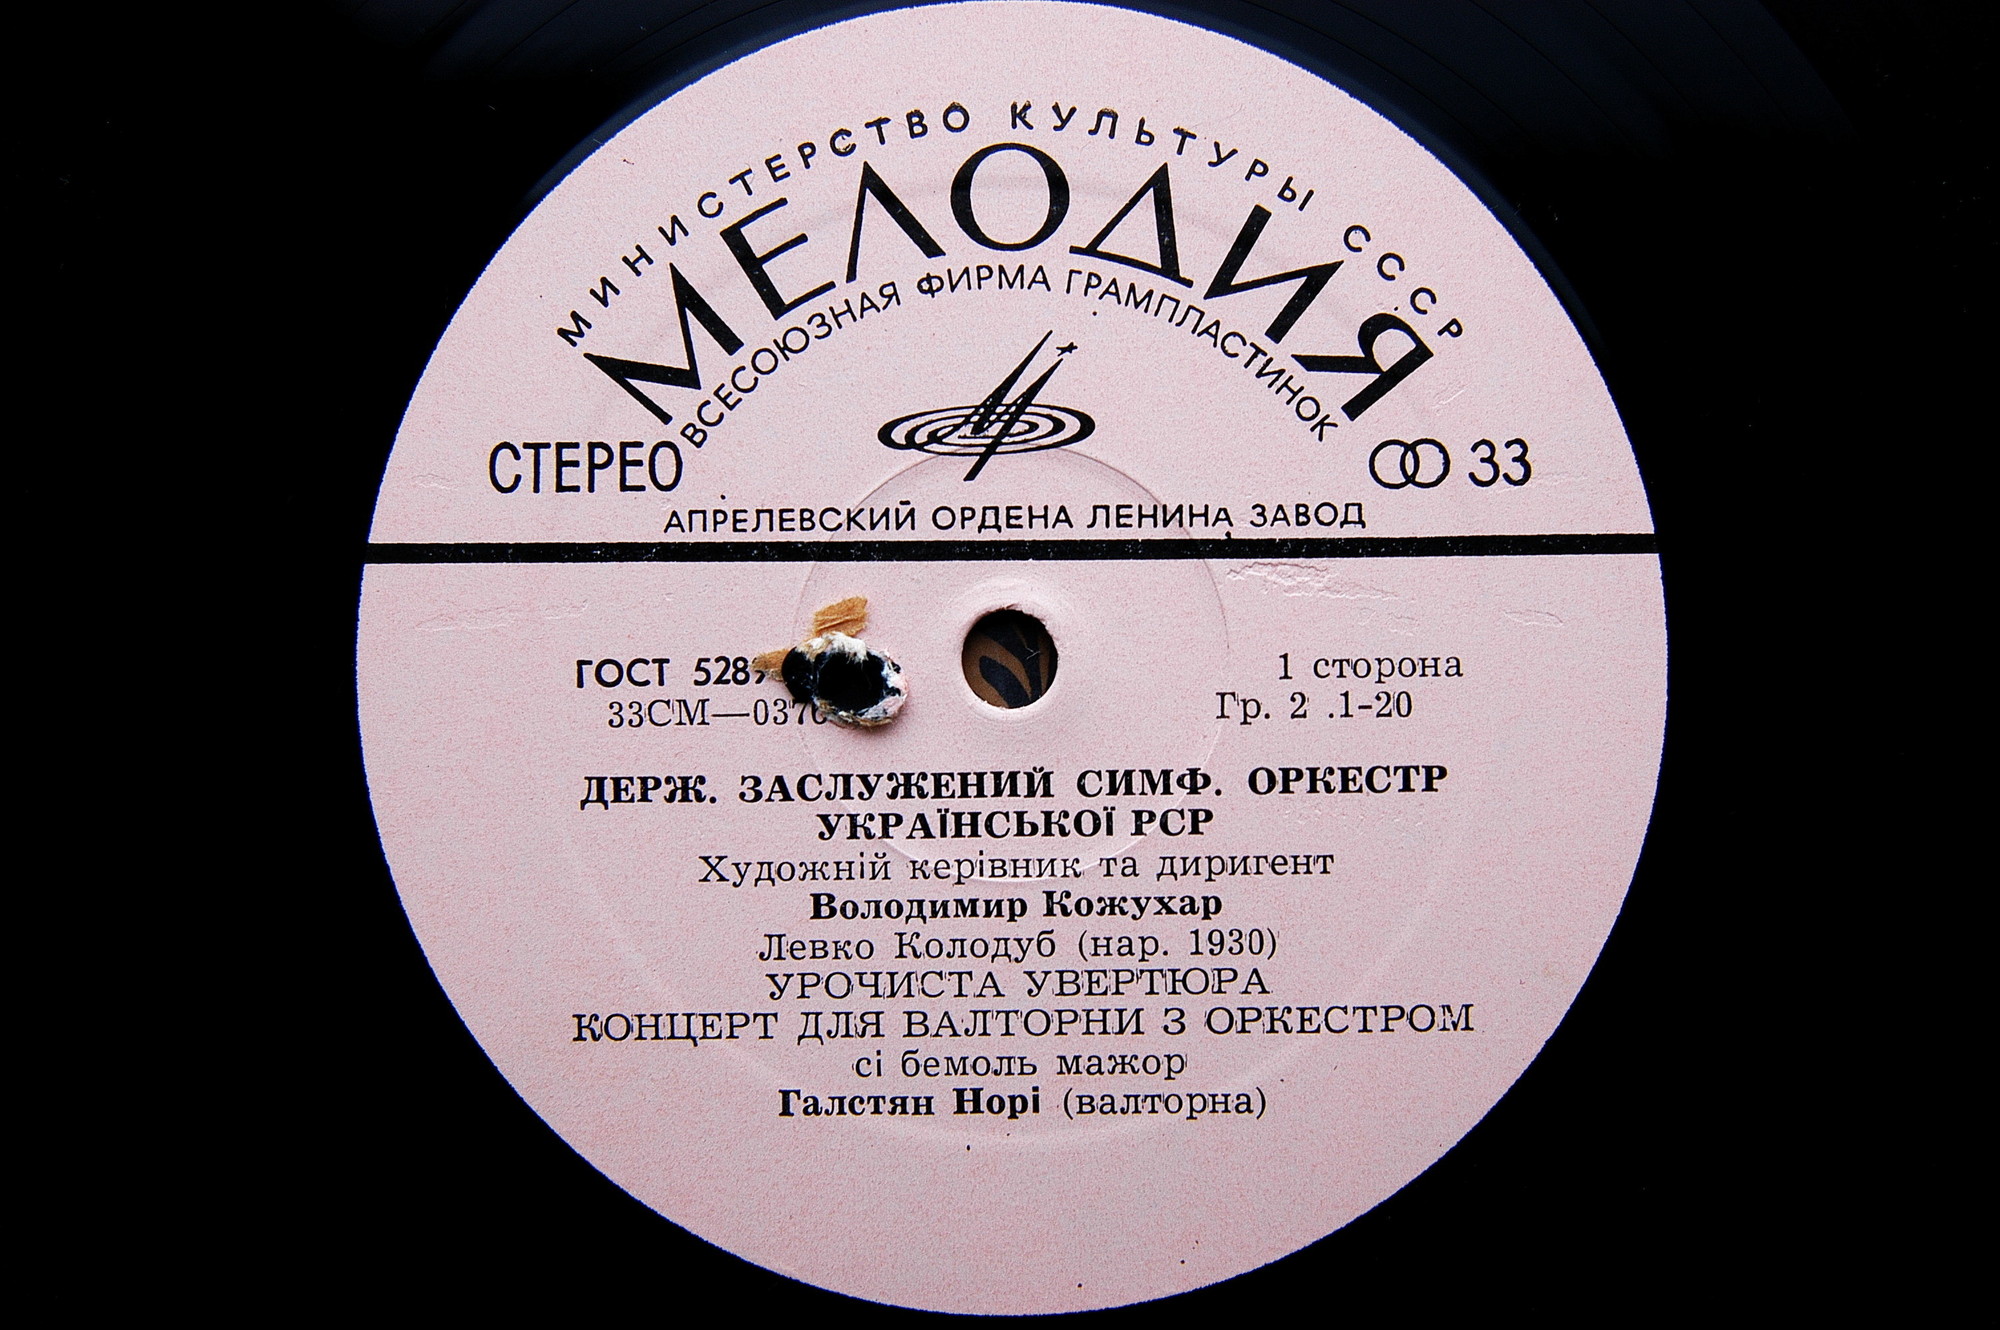 МИНИСТЕРСТВО КУЛЬТУРЫ СССР
МЕЛОДИЯ
ВСЕСОЮЗНАЯ ФИРМА ГРАМПЛАСТИНОК
СТЕРЕО 33
АПРЕЛЕВСКИЙ ОРДЕНА ЛЕНИНА ЗАВОД
ГОСТ 1 сторона
Гр. 2 .1-20
ДЕРЖ. ЗАСЛУЖЕНИЙ СИМФ. ОРКЕСТР
УКРАЇНСЬКОЇ РСР
Художній керівник та диригент
Володимир Кожухар
Левко Колодуб (нар. 1930)
УРОЧИСТА УВЕРТЮРА
КОНЦЕРТ ДЛЯ ВАЛТОРНИ З ОРКЕСТРОМ
сі бемоль мажор
Галстян Норі (валторна)